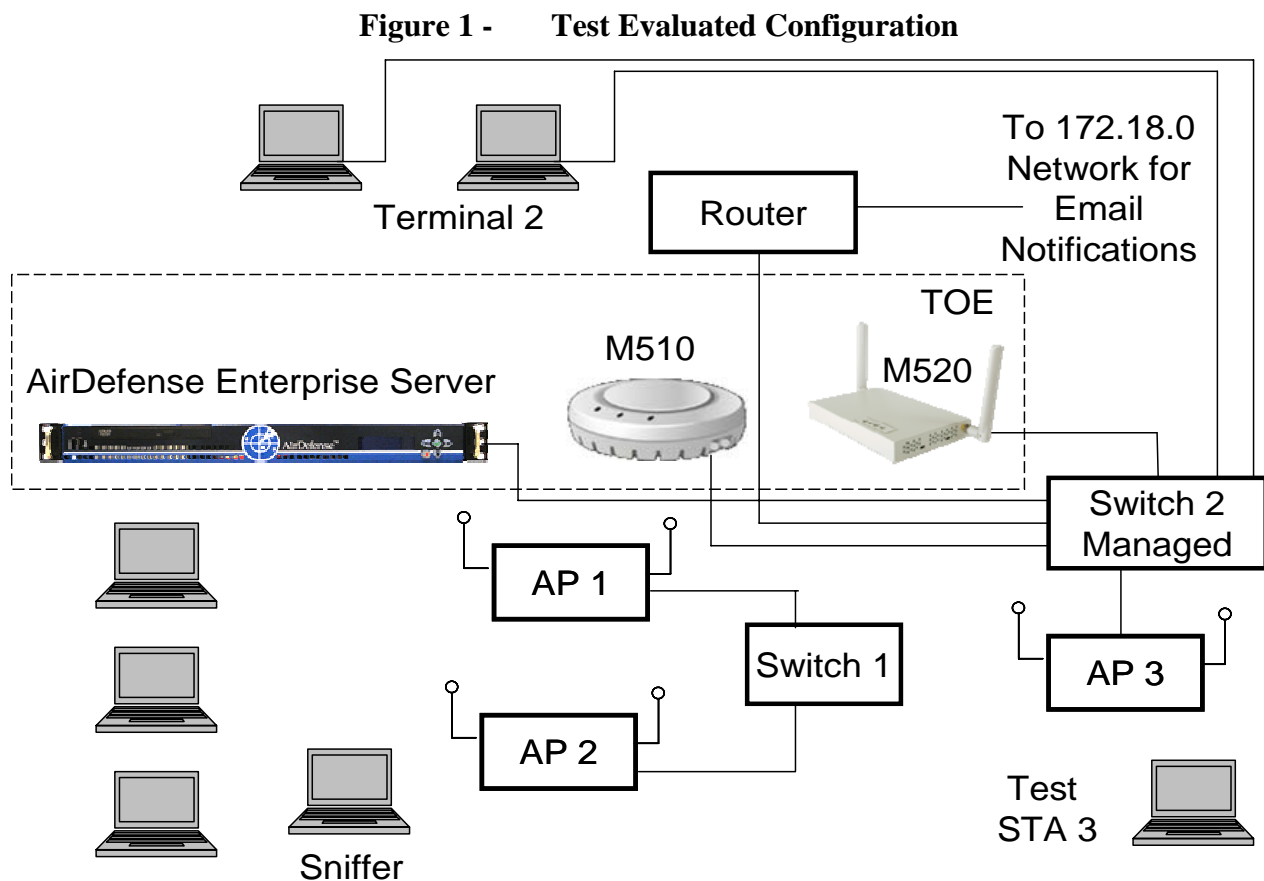 Figure 1 - Test Evaluated Configuration
Terminal 2
Router
To 172.18.0
Network for
Email
Notifications
TOE
AirDefense Enterprise Server
M510
M520
AirDefense
Switch 2
Managed
AP 1
Switch 1
AP 2
AP 3
Sniffer
Test
STA 3